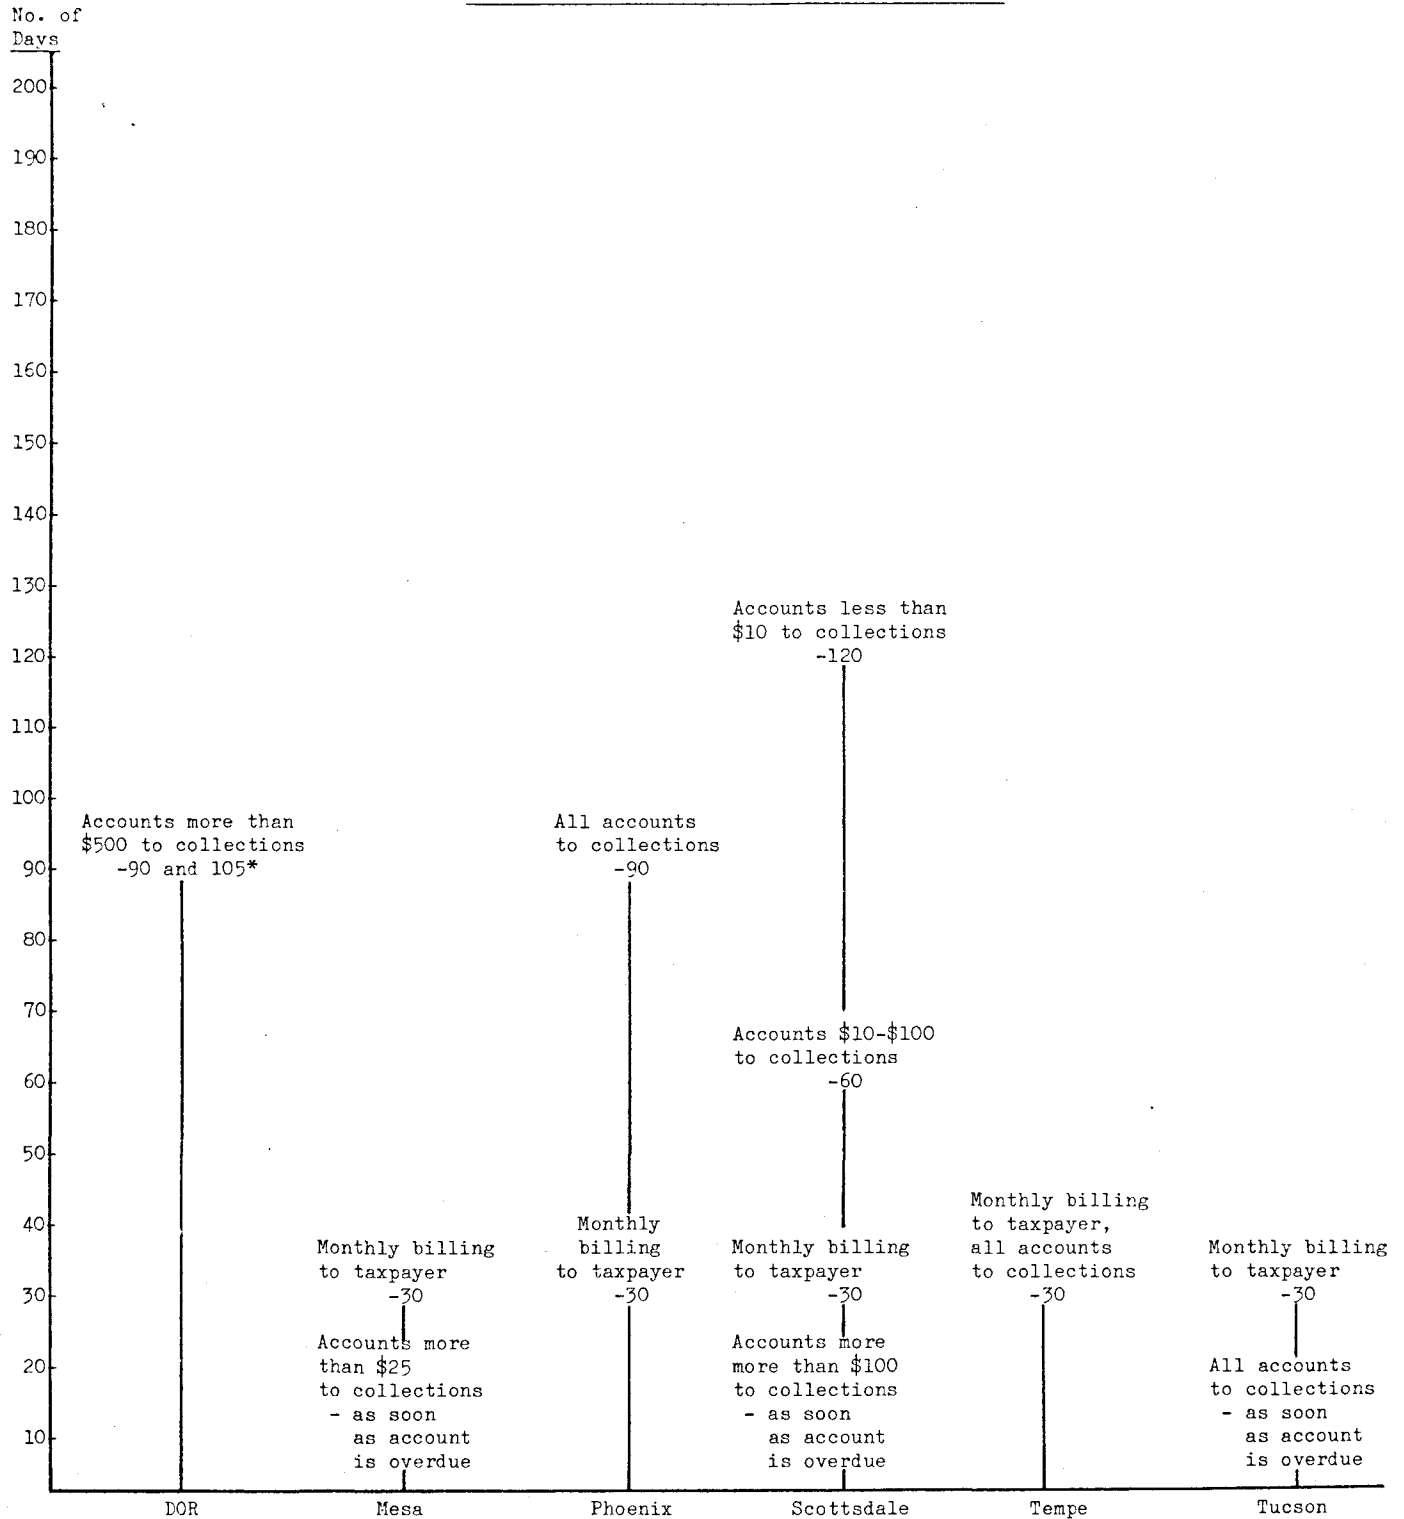 No. of
Days
200
190
180
170
160
150
140
130
120
110
100
90
80
70
60
50
40
30
20
10
Accounts more than
$500 to collections
-90 and 105*
Monthly billing
to taxpayer
-30
Accounts more
than $25
to collections
- as soon
as account
is overdue
All accounts
to collections
-90
Monthly
billing
to taxpayer
-30
Accounts less than
$10 to collections
-120
Accounts $10-$100
to collections
-60
Monthly billing
to taxpayer
-30
Accounts more
more than $100
to collections
- as soon
as account
is overdue
Monthly billing
to taxpayer,
all accounts
to collections
-30
Monthly billing
to taxpayer
-30
All accounts
to collections
- as soon
as account
is overdue
DOR
Mesa
Phoenix
Scottsdale
Tempe
Tucson